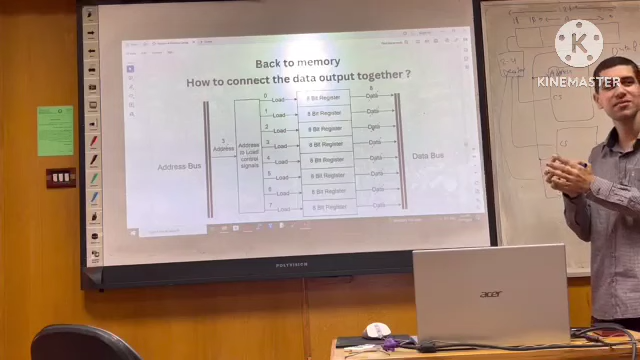 Back to memory
How to connect the data output together ?
0 Load 8 Bit Register 8 Data
1 Load 8 Bit Register Data
2 Load 8 Bit Register Data
3 Load 8 Bit Register Data
4 Load 8 Bit Register Data
5 Load 8 Bit Register Data
6 Load 8 Bit Register Data
7 Load 8 Bit Register Data
Address Bus
3
Address
Address
to Load
control
signals
Data Bus
POLYVISION
acer
K
KINEMASTER
CS
CS